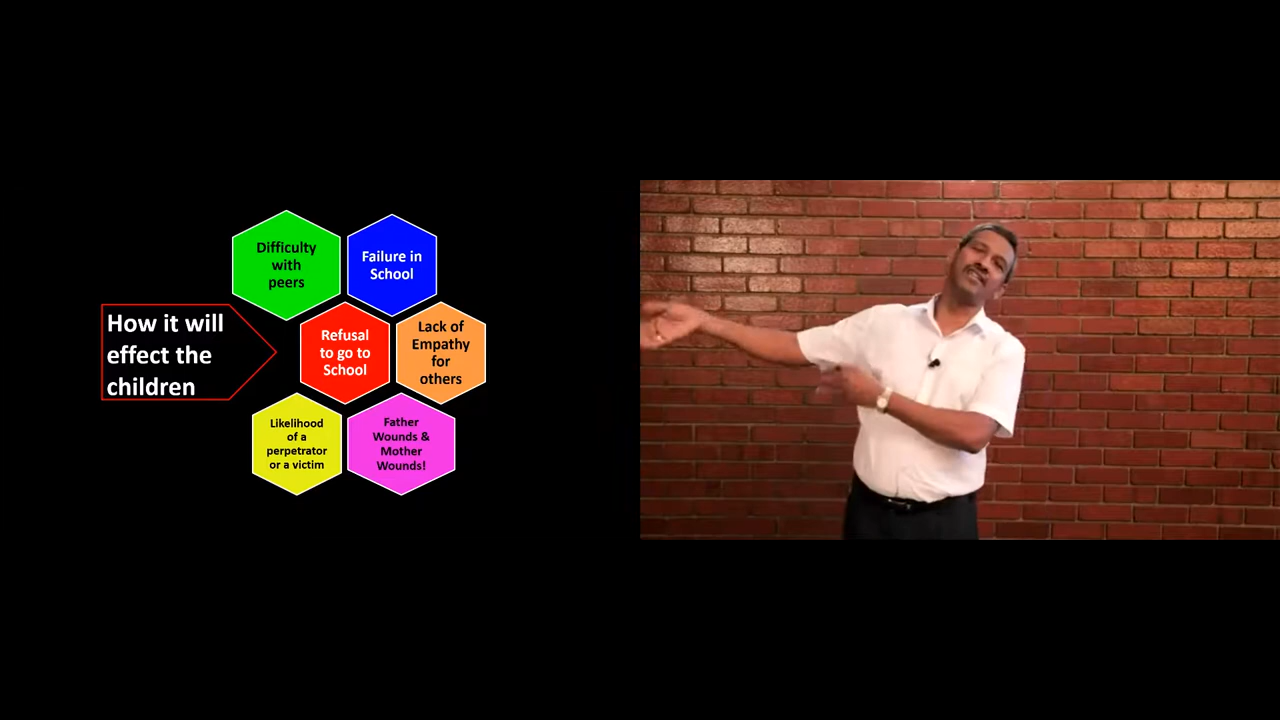 How it will
effect the
children
Difficulty
with
peers
Failure in
School
Refusal
to go to
School
Lack of
Empathy
for
others
Likelihood
of a
perpetrator
or a victim
Father
Wounds &
Mother
Wounds!